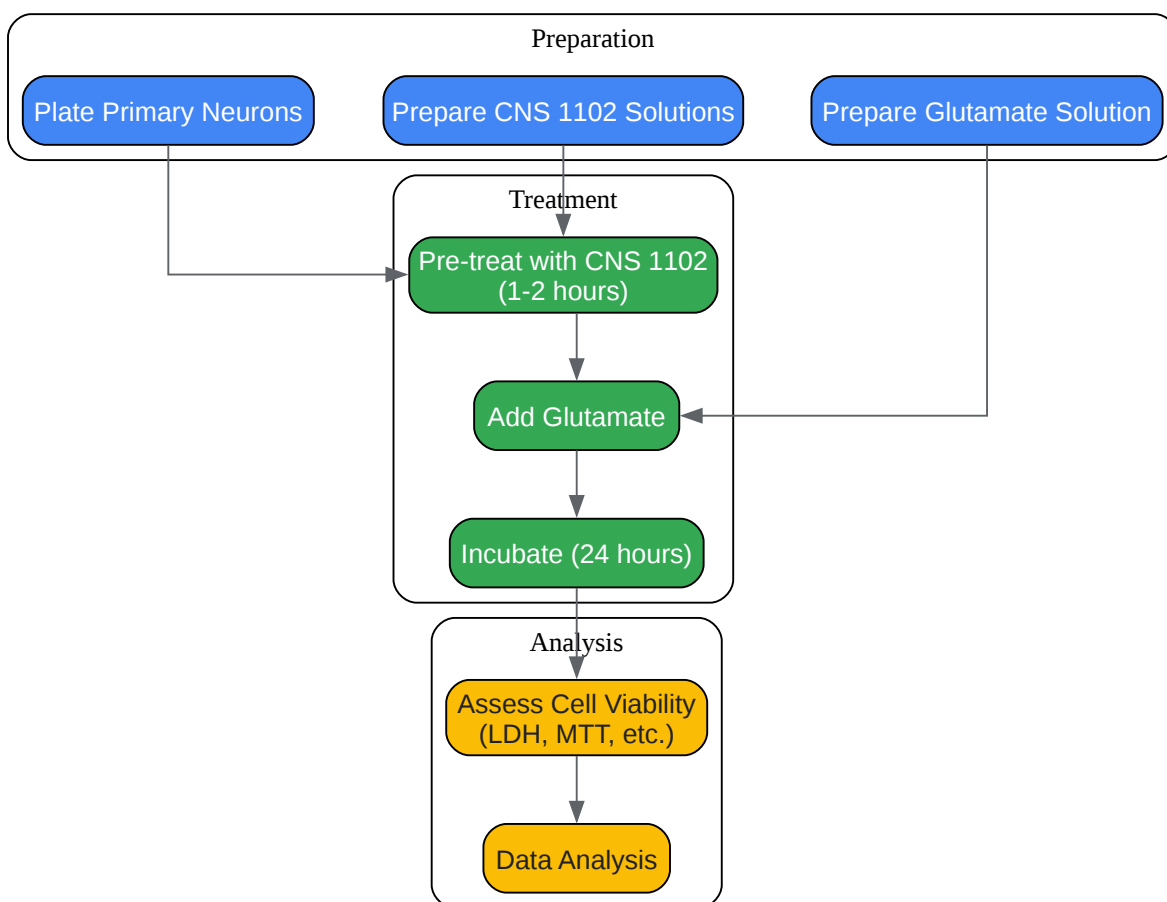 Preparation
Plate Primary Neurons
Prepare CNS 1102 Solutions
Prepare Glutamate Solution
Treatment
Pre-treat with CNS 1102
(1-2 hours)
Add Glutamate
Incubate (24 hours)
Analysis
Assess Cell Viability
(LDH, MTT, etc.)
Data Analysis